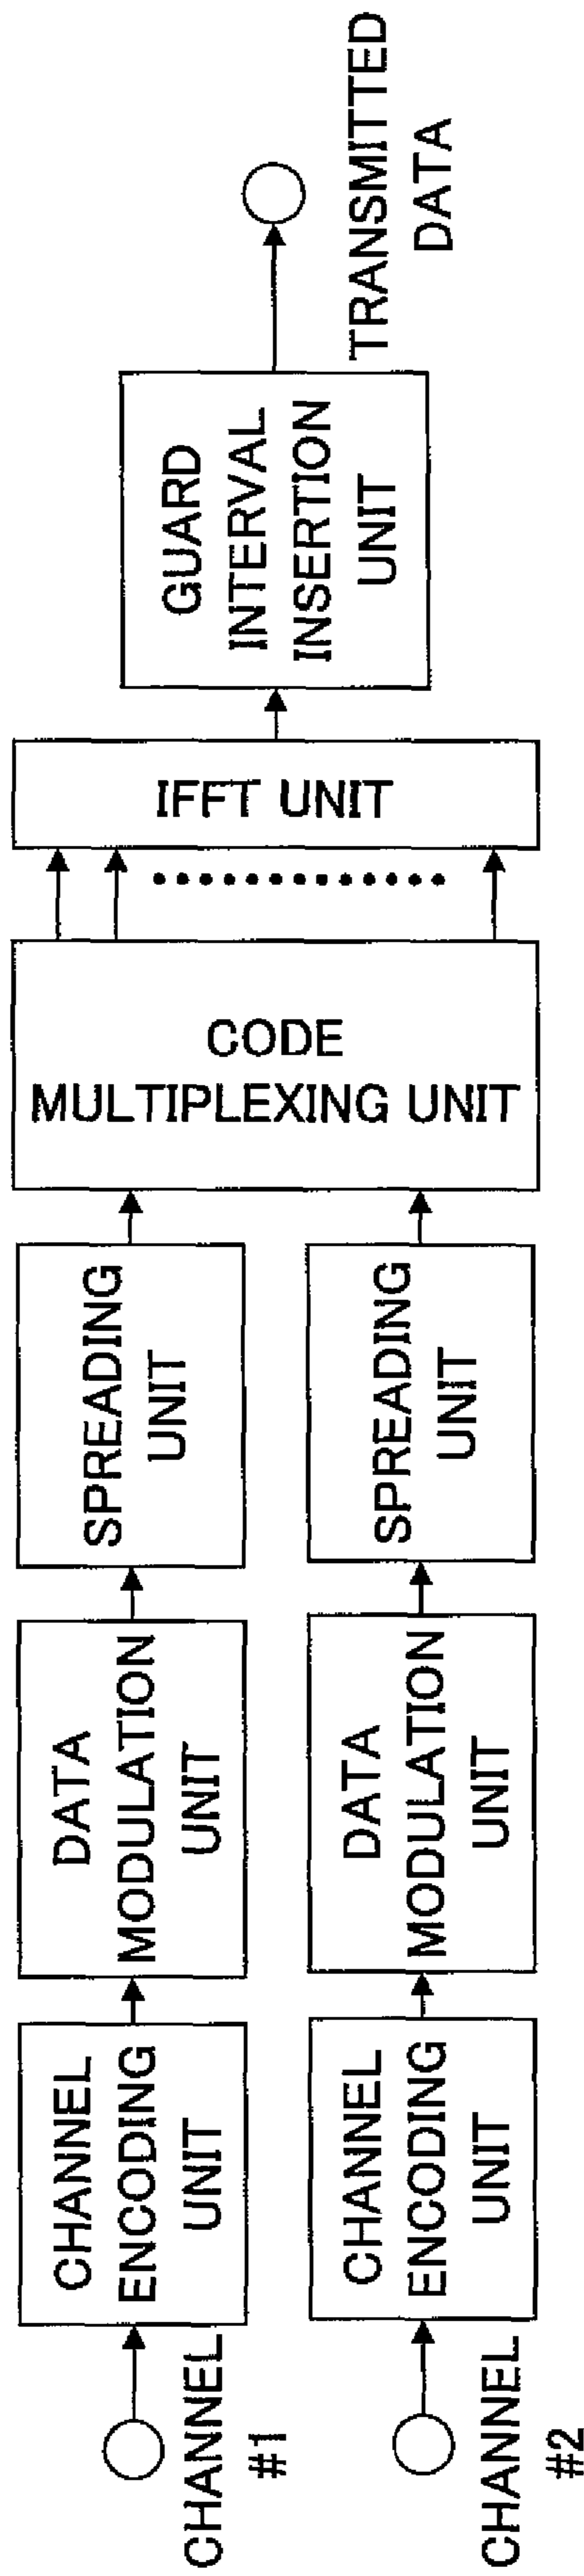 CHANNEL
#1
CHANNEL
ENCODING
UNIT
DATA
MODULATION
UNIT
SPREADING
UNIT
CHANNEL
#2
CHANNEL
ENCODING
UNIT
DATA
MODULATION
UNIT
SPREADING
UNIT
CODE
MULTIPLEXING UNIT
IFFT UNIT
GUARD
INTERVAL
INSERTION
UNIT
TRANSMITTED
DATA